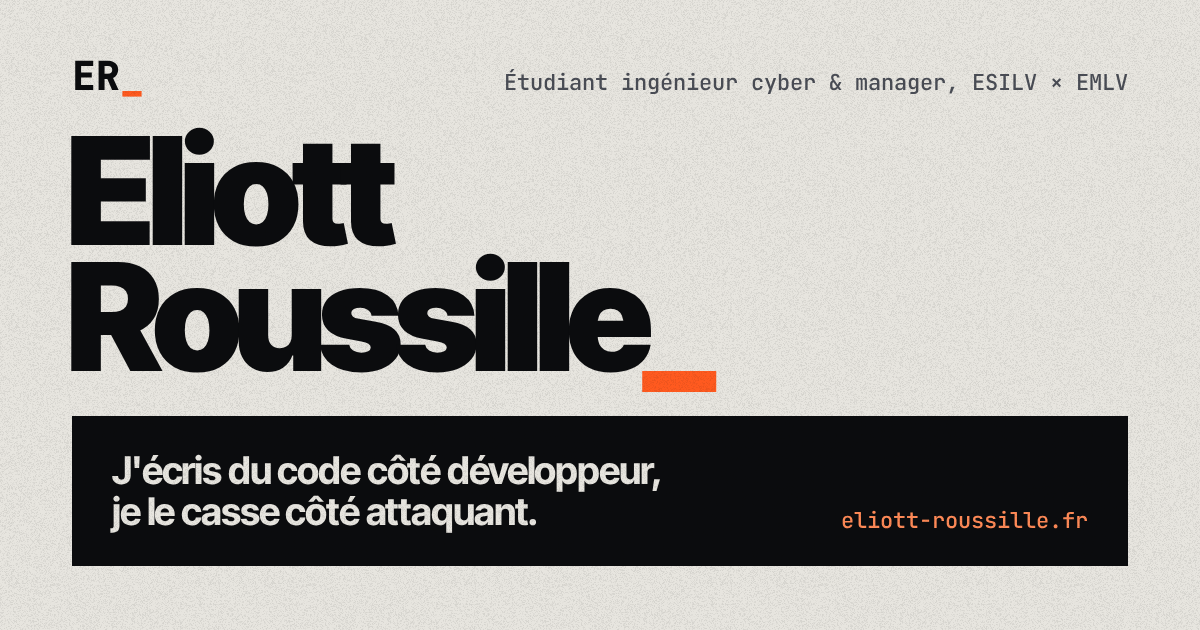 ER_
Étudiant ingénieur cyber & manager, ESILV × EMLV
Eliott
Roussille_
J'écris du code côté développeur,
je le casse côté attaquant.
eliott-roussille.fr